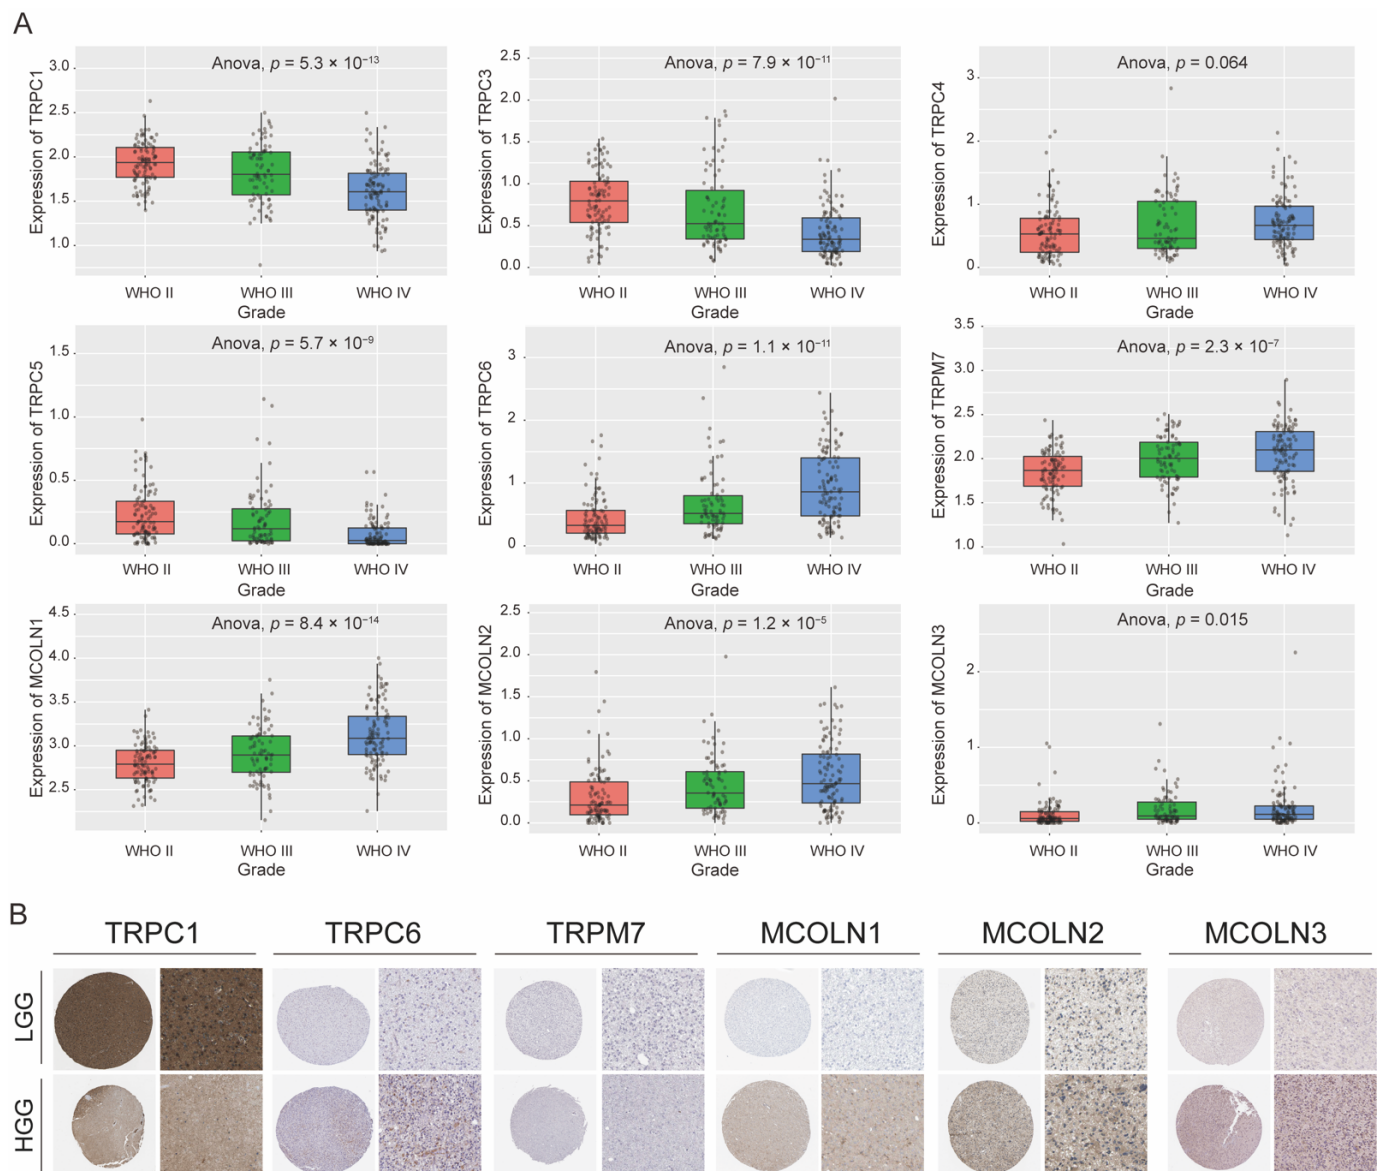 A
Anova, p = 5.3 × 10⁻¹³
Expression of TRPC1
3.0
2.5
2.0
1.5
1.0
WHO II WHO III WHO IV
Grade
Anova, p = 7.9 × 10⁻¹¹
Expression of TRPC3
2.5
2.0
1.5
1.0
0.5
0.0
WHO II WHO III WHO IV
Grade
Anova, p = 0.064
Expression of TRPC4
3
2
1
0
WHO II WHO III WHO IV
Grade
Anova, p = 5.7 × 10⁻⁹
Expression of TRPC5
1.5
1.0
0.5
0.0
WHO II WHO III WHO IV
Grade
Anova, p = 1.1 × 10⁻¹¹
Expression of TRPC6
3
2
1
0
WHO II WHO III WHO IV
Grade
Anova, p = 2.3 × 10⁻⁷
Expression of TRPM7
3.5
3.0
2.5
2.0
1.5
1.0
WHO II WHO III WHO IV
Grade
Anova, p = 8.4 × 10⁻¹⁴
Expression of MCOLN1
4.5
4.0
3.5
3.0
2.5
WHO II WHO III WHO IV
Grade
Anova, p = 1.2 × 10⁻⁵
Expression of MCOLN2
2.5
2.0
1.5
1.0
0.5
0.0
WHO II WHO III WHO IV
Grade
Anova, p = 0.015
Expression of MCOLN3
2
1
0
WHO II WHO III WHO IV
Grade
B
TRPC1 TRPC6 TRPM7 MCOLN1 MCOLN2 MCOLN3
LGG
HGG